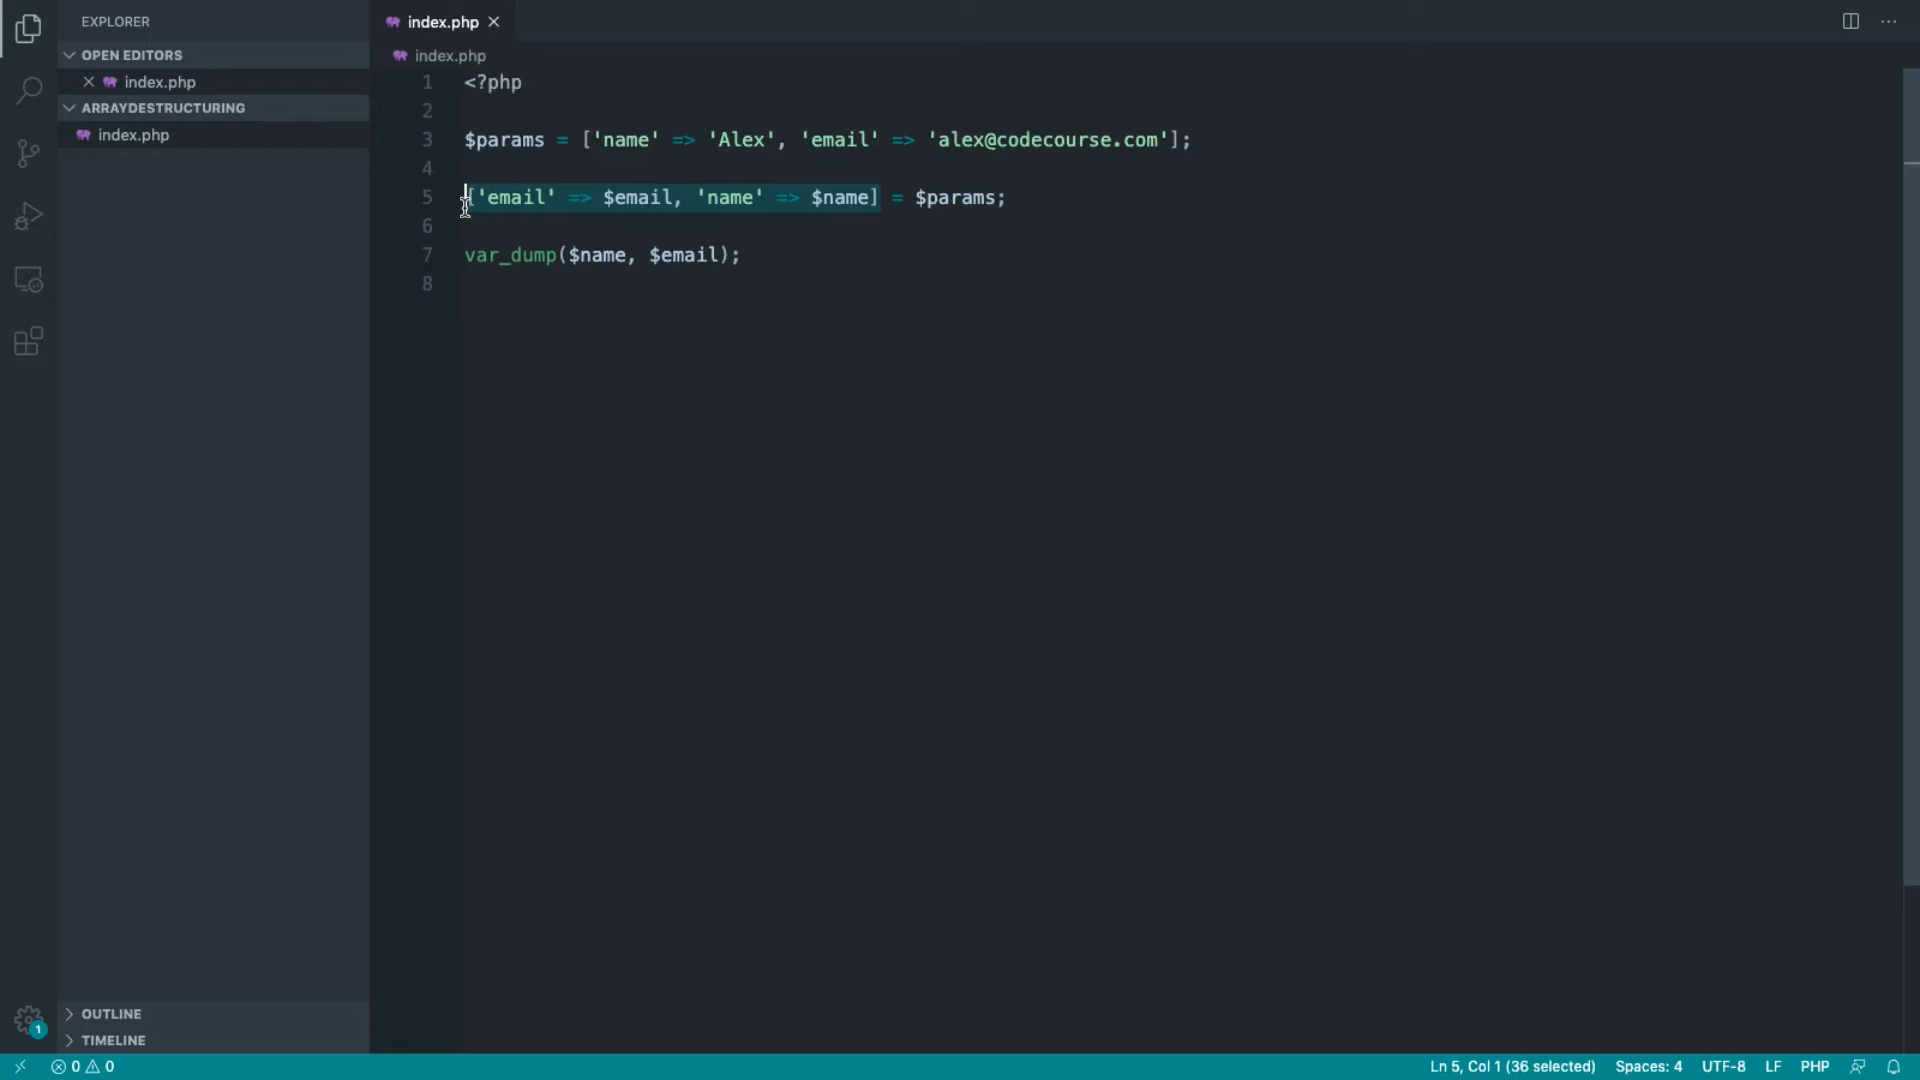 EXPLORER
OPEN EDITORS
index.php
ARRAYDESTRUCTURING
index.php
OUTLINE
TIMELINE
1
index.php
index.php
1 <?php
2
3 $params = ['name' => 'Alex', 'email' => 'alex@codecourse.com'];
4
5 ['email' => $email, 'name' => $name] = $params;
6
7 var_dump($name, $email);
8
0 0
Ln 5, Col 1 (36 selected) Spaces: 4 UTF-8 LF PHP